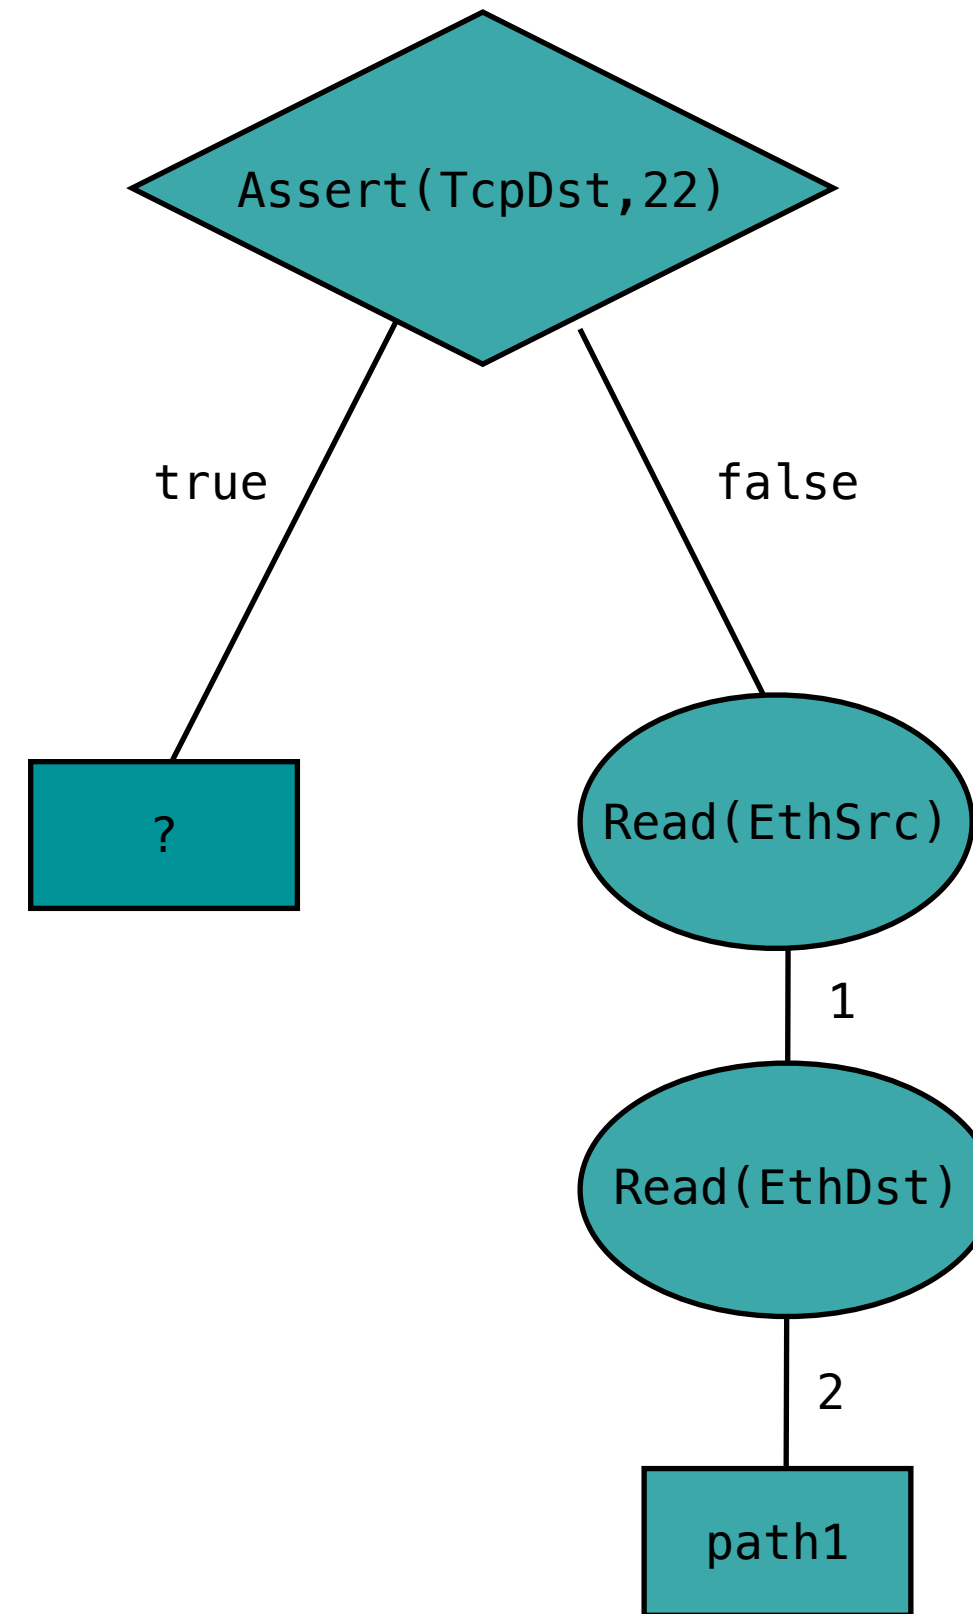 Assert(TcpDst,22)
true
false
?
Read(EthSrc)
1
Read(EthDst)
2
path1